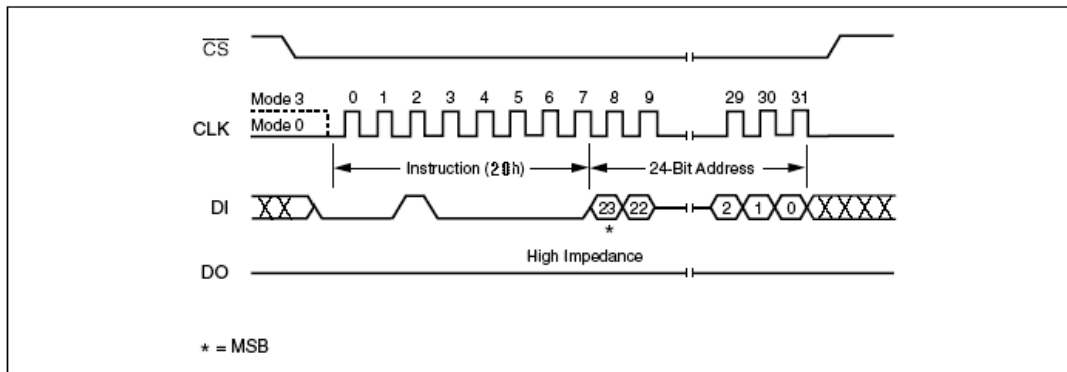 CS
Mode 3 0 1 2 3 4 5 6 7 8 9 29 30 31
CLK Mode 0
Instruction (20h) 24-Bit Address
DI 23 22 2 1 0
*
High Impedance
DO
* = MSB